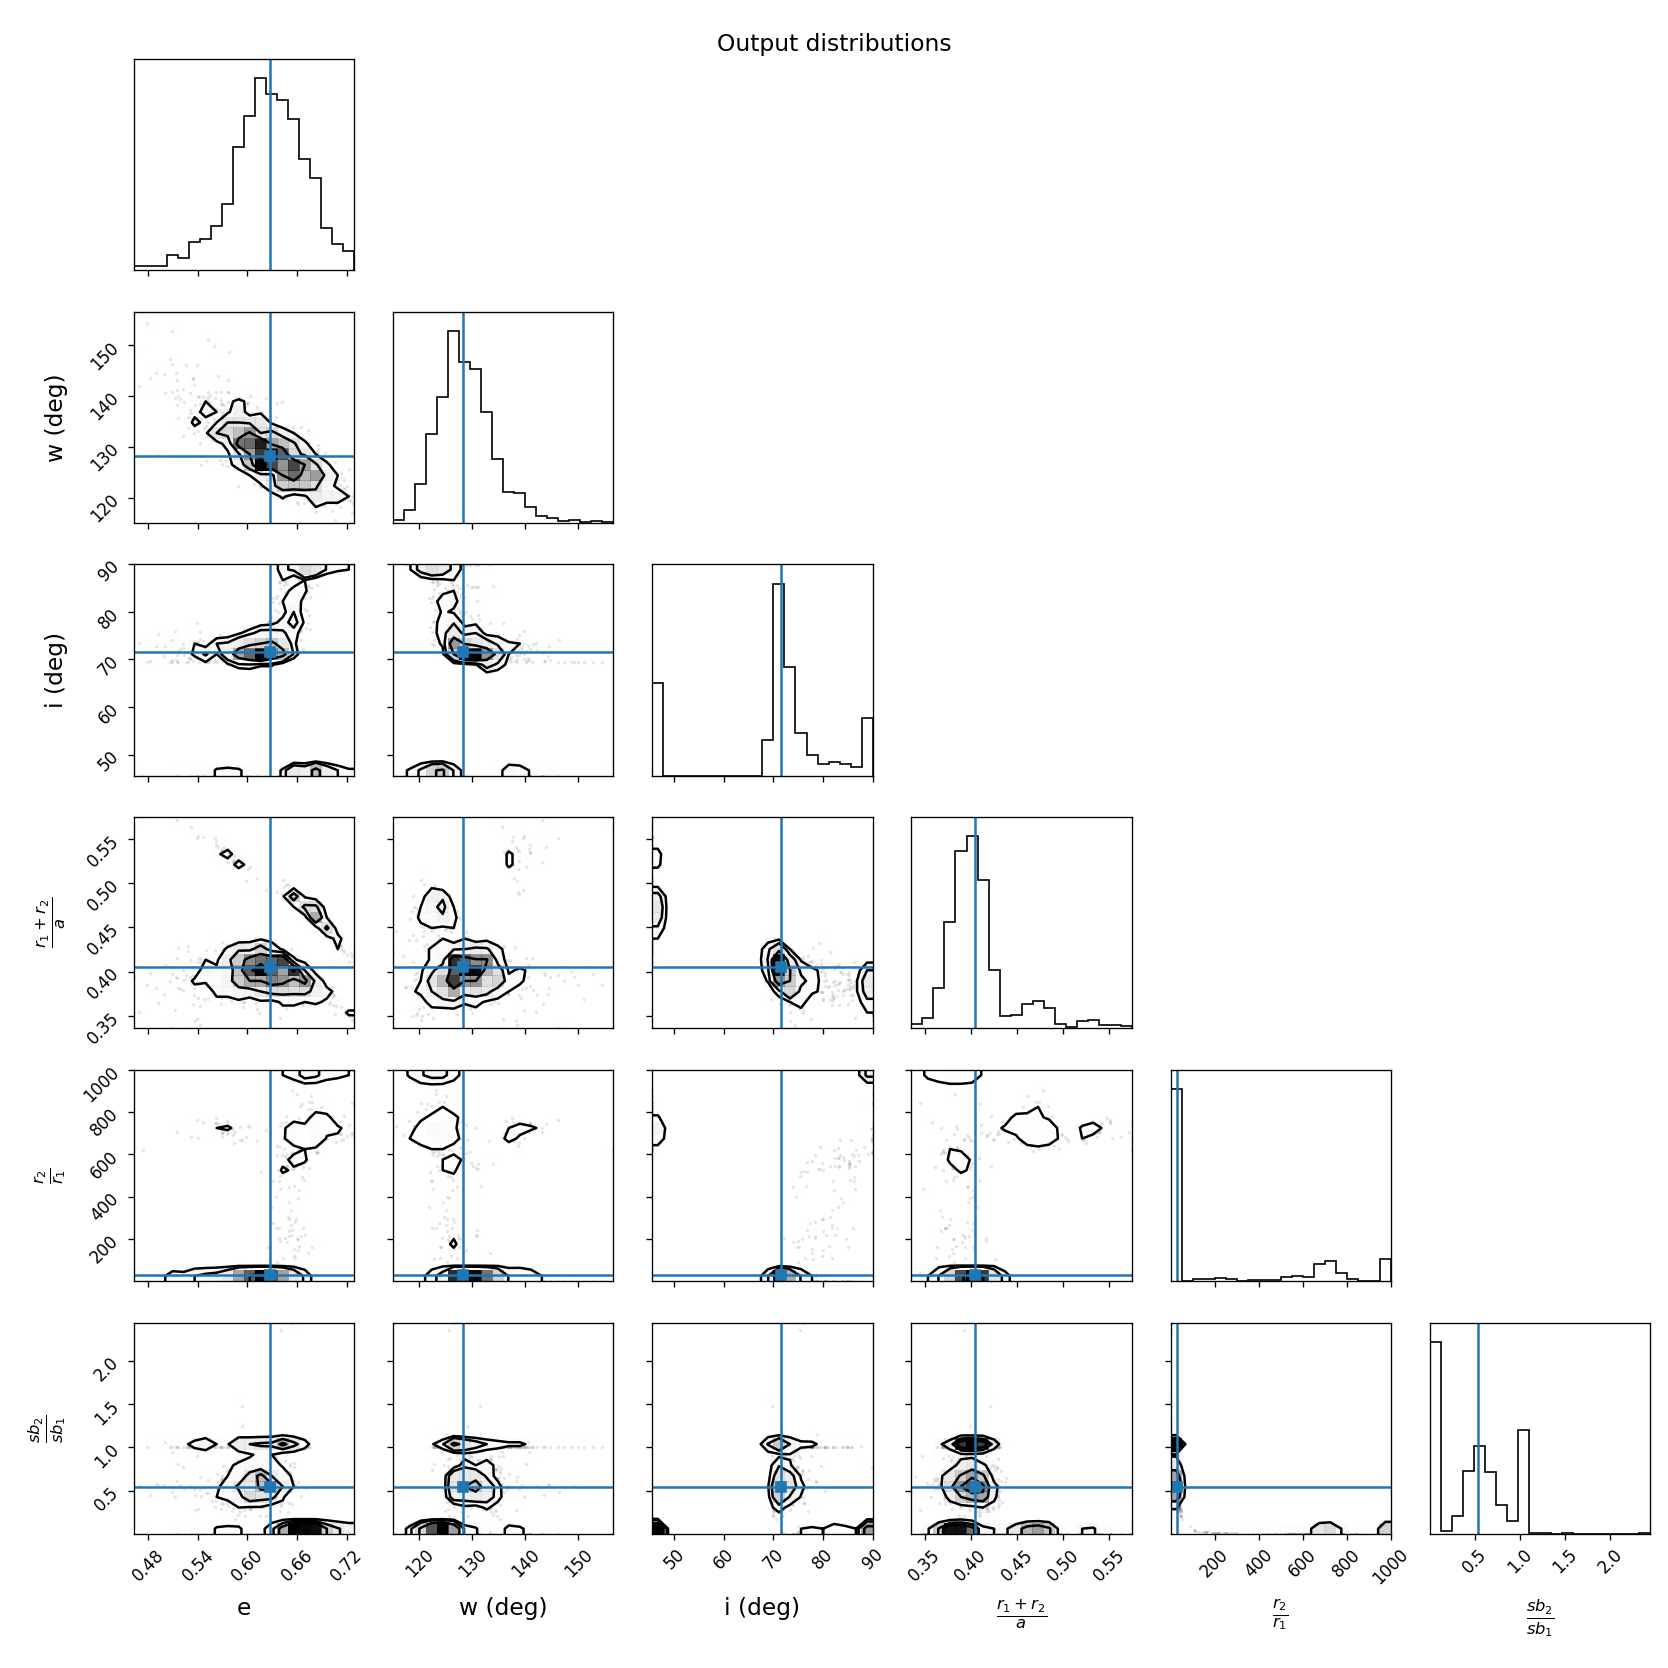 Output distributions
150
140
130
120
w (deg)
90
80
70
60
50
i (deg)
0.55
0.50
0.45
0.40
0.35
r₁ + r₂
a
1000
800
600
400
200
r₂
r₁
2.0
1.5
1.0
0.5
sb₂
sb₁
0.48 0.54 0.60 0.66 0.72 120 130 140 150 50 60 70 80 90 0.35 0.40 0.45 0.50 0.55 200 400 600 800 1000 0.5 1.0 1.5 2.0
e w (deg) i (deg) r₁ + r₂ r₂ sb₂
a r₁ sb₁